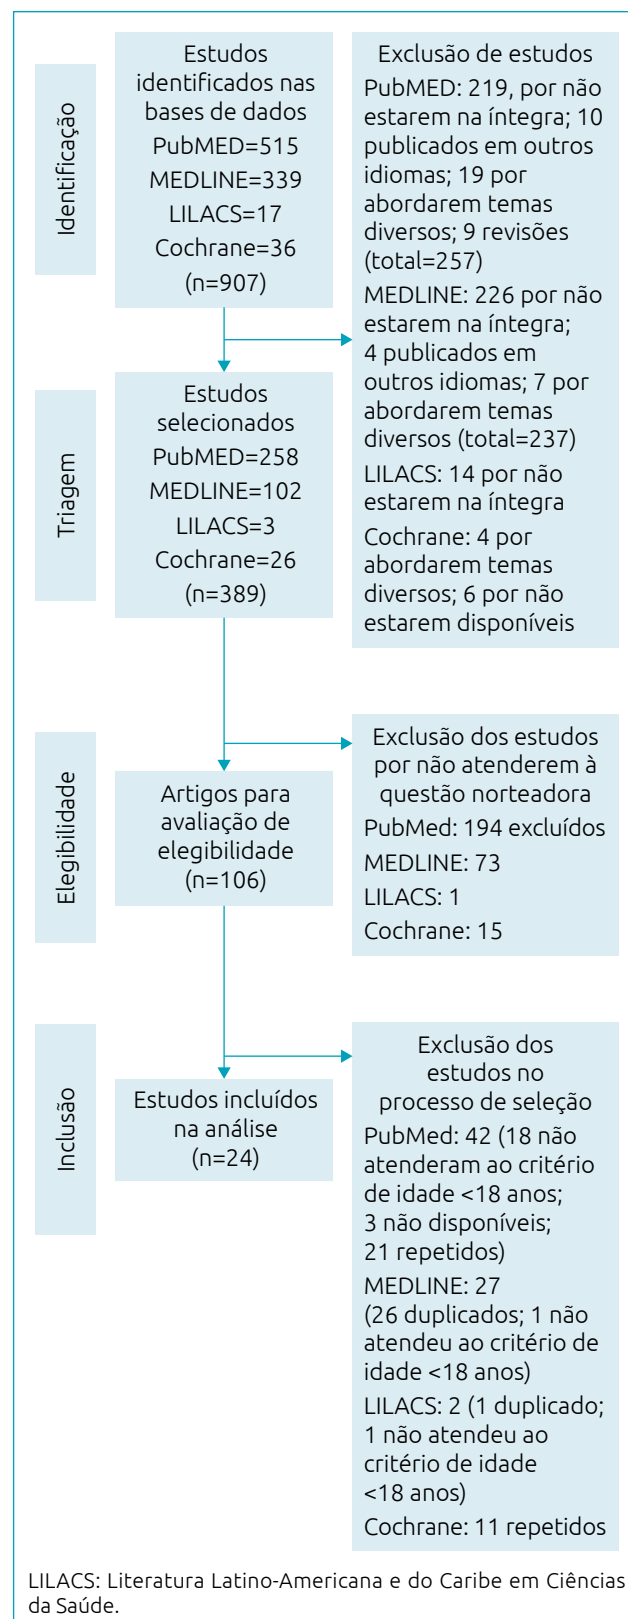 Identificação
Estudos
identificados nas
bases de dados
PubMED=515
MEDLINE=339
LILACS=17
Cochrane=36
(n=907)
Exclusão de estudos
PubMED: 219, por não
estarem na íntegra; 10
publicados em outros
idiomas; 19 por
abordarem temas
diversos; 9 revisões
(total=257)
MEDLINE: 226 por não
estarem na íntegra;
4 publicados em
outros idiomas; 7 por
abordarem temas
diversos (total=237)
LILACS: 14 por não
estarem na íntegra
Cochrane: 4 por
abordarem temas
diversos; 6 por não
estarem disponíveis
Triagem
Estudos
selecionados
PubMED=258
MEDLINE=102
LILACS=3
Cochrane=26
(n=389)
Elegibilidade
Artigos para
avaliação de
elegibilidade
(n=106)
Exclusão dos estudos
por não atenderem à
questão norteadora
PubMed: 194 excluídos
MEDLINE: 73
LILACS: 1
Cochrane: 15
Inclusão
Estudos incluídos
na análise
(n=24)
Exclusão dos
estudos no
processo de seleção
PubMed: 42 (18 não
atenderam ao critério
de idade <18 anos;
3 não disponíveis;
21 repetidos)
MEDLINE: 27
(26 duplicados; 1 não
atendeu ao critério de
idade <18 anos)
LILACS: 2 (1 duplicado;
1 não atendeu ao
critério de idade
<18 anos)
Cochrane: 11 repetidos
LILACS: Literatura Latino-Americana e do Caribe em Ciências
da Saúde.